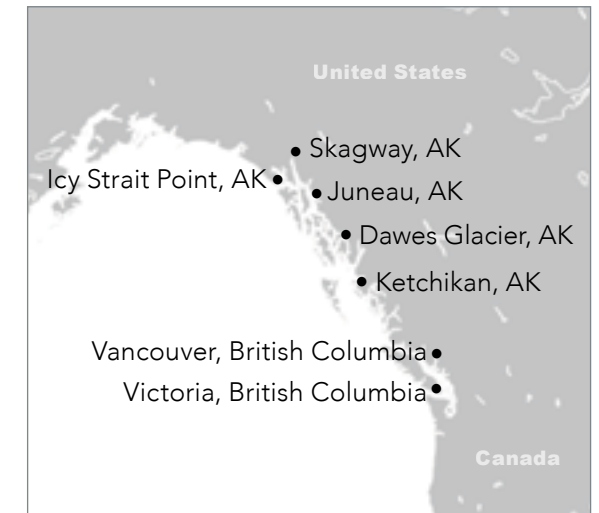 United States
Skagway, AK
Icy Strait Point, AK
Juneau, AK
Dawes Glacier, AK
Ketchikan, AK
Vancouver, British Columbia
Victoria, British Columbia
Canada